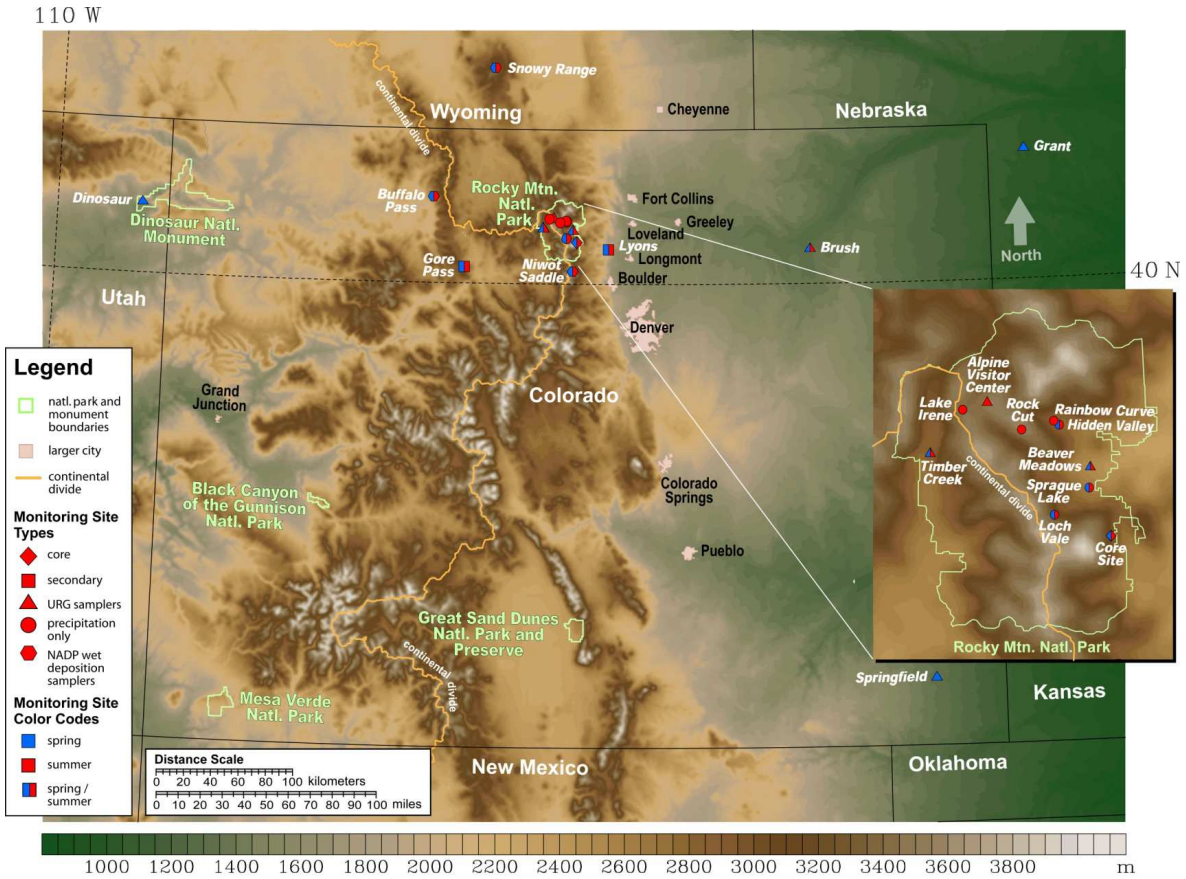 110 W
Snowy Range
continental divide
Wyoming
Cheyenne
Nebraska
Grant
Dinosaur
Dinosaur Natl.
Monument
Buffalo
Pass
Rocky Mtn.
Natl.
Park
Fort Collins
Greeley
Loveland
Lyons
Longmont
Brush
North
Gore
Pass
Niwot
Saddle
Boulder
40 N
Utah
Denver
Legend
natl. park and
monument
boundaries
larger city
continental
divide
Monitoring Site
Types
core
secondary
URG samplers
precipitation
only
NADP wet
deposition
samplers
Monitoring Site
Color Codes
spring
summer
spring /
summer
Grand
Junction
Colorado
Black Canyon
of the Gunnison
Natl. Park
Colorado
Springs
Pueblo
Great Sand Dunes
Natl. Park and
Preserve
continental divide
Mesa Verde
Natl. Park
Alpine
Visitor
Center
Lake
Irene
Rock
Cut
Rainbow Curve
Hidden Valley
Timber
Creek
Beaver
Meadows
continental divide
Sprague
Lake
Loch
Vale
Core
Site
Rocky Mtn. Natl. Park
Springfield
Kansas
Distance Scale
0 20 40 60 80 100 kilometers
0 10 20 30 40 50 60 70 80 90 100 miles
New Mexico
Oklahoma
1000 1200 1400 1600 1800 2000 2200 2400 2600 2800 3000 3200 3400 3600 3800 m